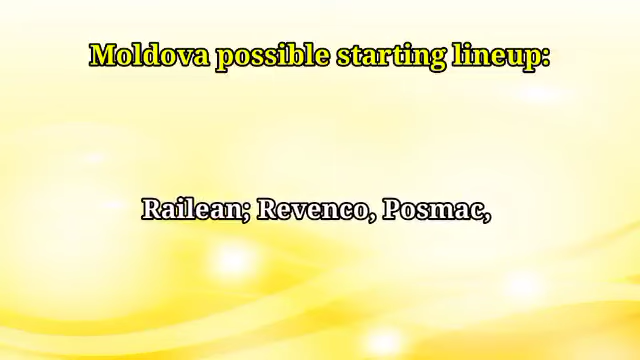 Moldova possible starting lineup:
Railean; Revenco, Posmac,